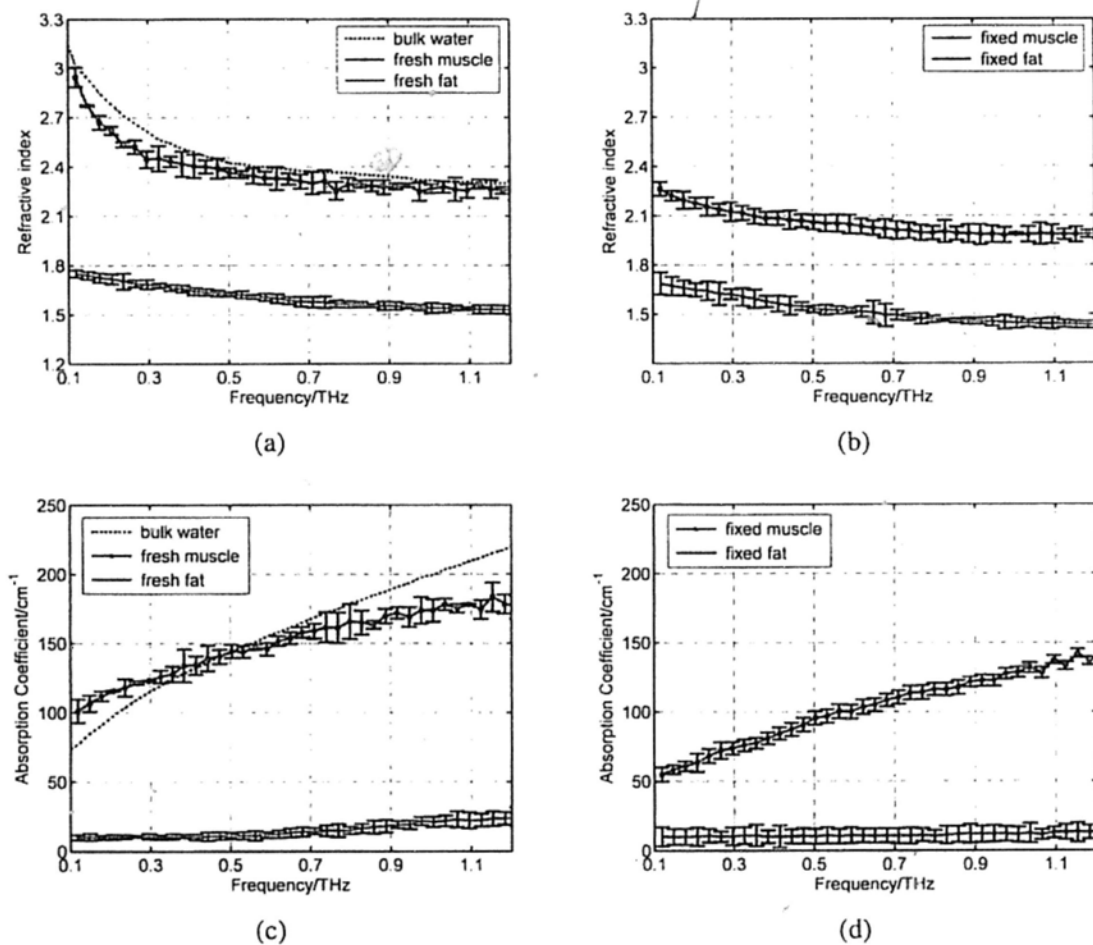 3.3
3
2.7
2.4
2.1
1.8
1.5
1.2
Refractive index
bulk water
fresh muscle
fresh fat
0.1 0.3 0.5 0.7 0.9 1.1
Frequency/THz
(a)
3.3
3
2.7
2.4
2.1
1.8
1.5
Refractive index
fixed muscle
fixed fat
0.1 0.3 0.5 0.7 0.9 1.1
Frequency/THz
(b)
250
200
150
100
50
0
Absorption Coefficient/cm⁻¹
bulk water
fresh muscle
fresh fat
0.1 0.3 0.5 0.7 0.9 1.1
Frequency/THz
(c)
250
200
150
100
50
0
Absorption Coefficient/cm⁻¹
fixed muscle
fixed fat
0.1 0.3 0.5 0.7 0.9 1.1
Frequency/THz
(d)